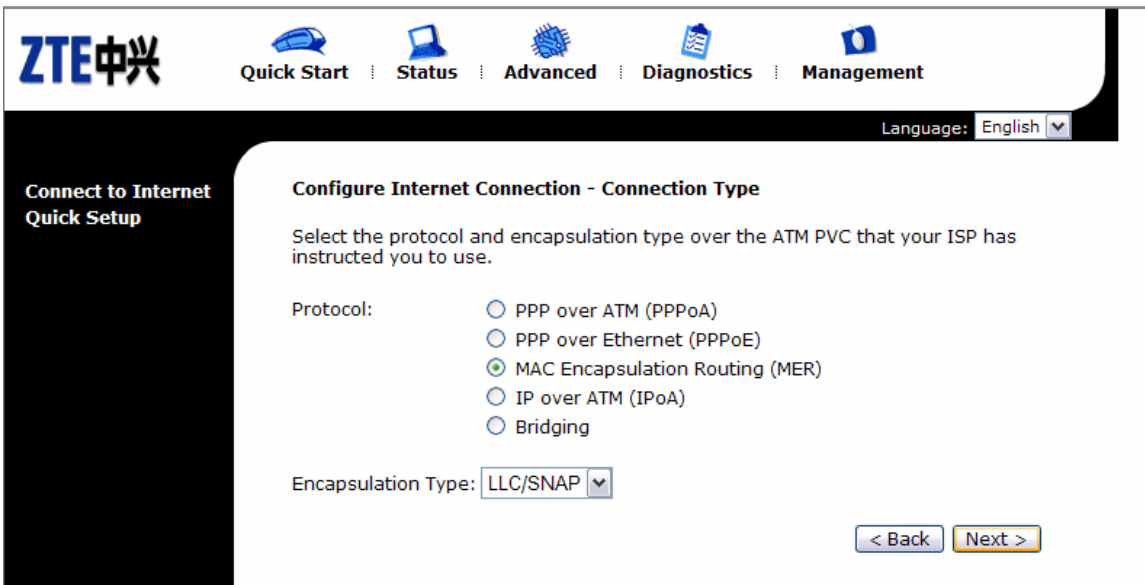 ZTE中兴
Quick Start
Status
Advanced
Diagnostics
Management
Language: English
Connect to Internet
Quick Setup
Configure Internet Connection - Connection Type
Select the protocol and encapsulation type over the ATM PVC that your ISP has
instructed you to use.
Protocol:
PPP over ATM (PPPoA)
PPP over Ethernet (PPPoE)
MAC Encapsulation Routing (MER)
IP over ATM (IPoA)
Bridging
Encapsulation Type: LLC/SNAP
< Back
Next >